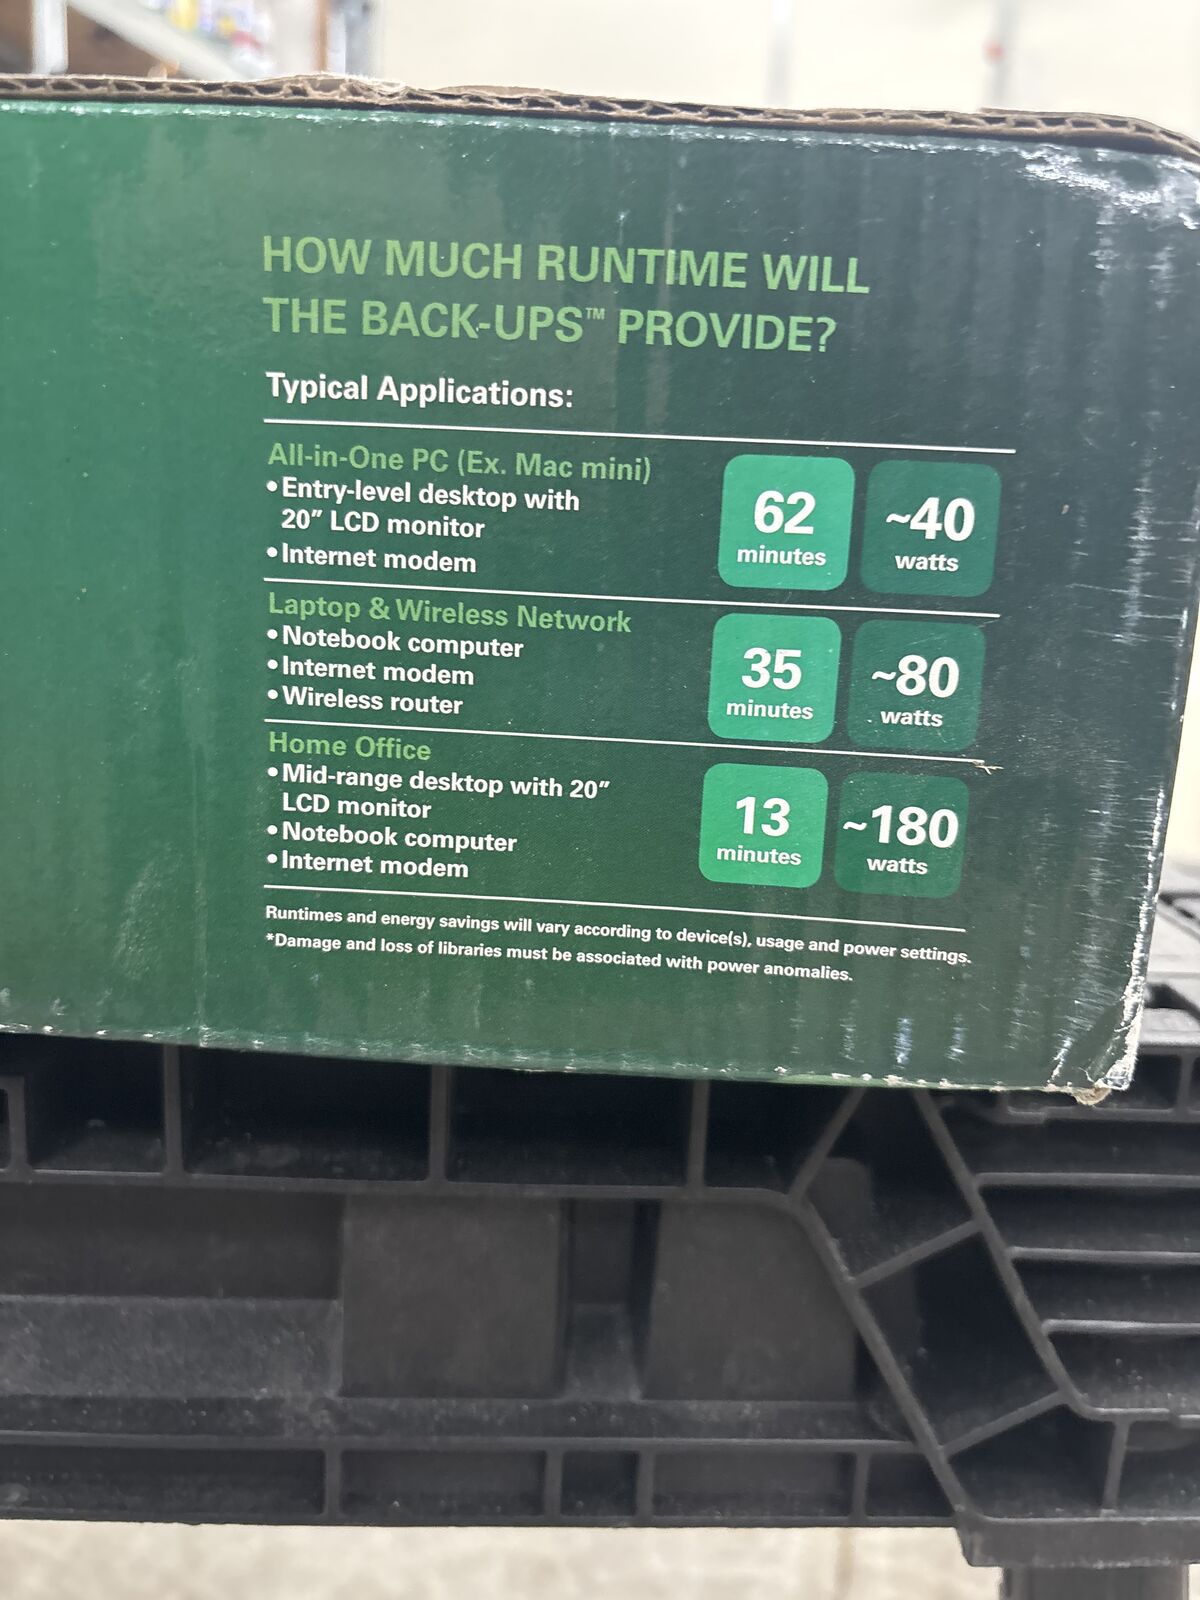 HOW MUCH RUNTIME WILL
THE BACK-UPS™ PROVIDE?
Typical Applications:
All-in-One PC (Ex. Mac mini)
• Entry-level desktop with
20” LCD monitor
• Internet modem
62
minutes
~40
watts
Laptop & Wireless Network
• Notebook computer
• Internet modem
• Wireless router
35
minutes
~80
watts
Home Office
• Mid-range desktop with 20”
LCD monitor
• Notebook computer
• Internet modem
13
minutes
~180
watts
Runtimes and energy savings will vary according to device(s), usage and power settings.
*Damage and loss of libraries must be associated with power anomalies.